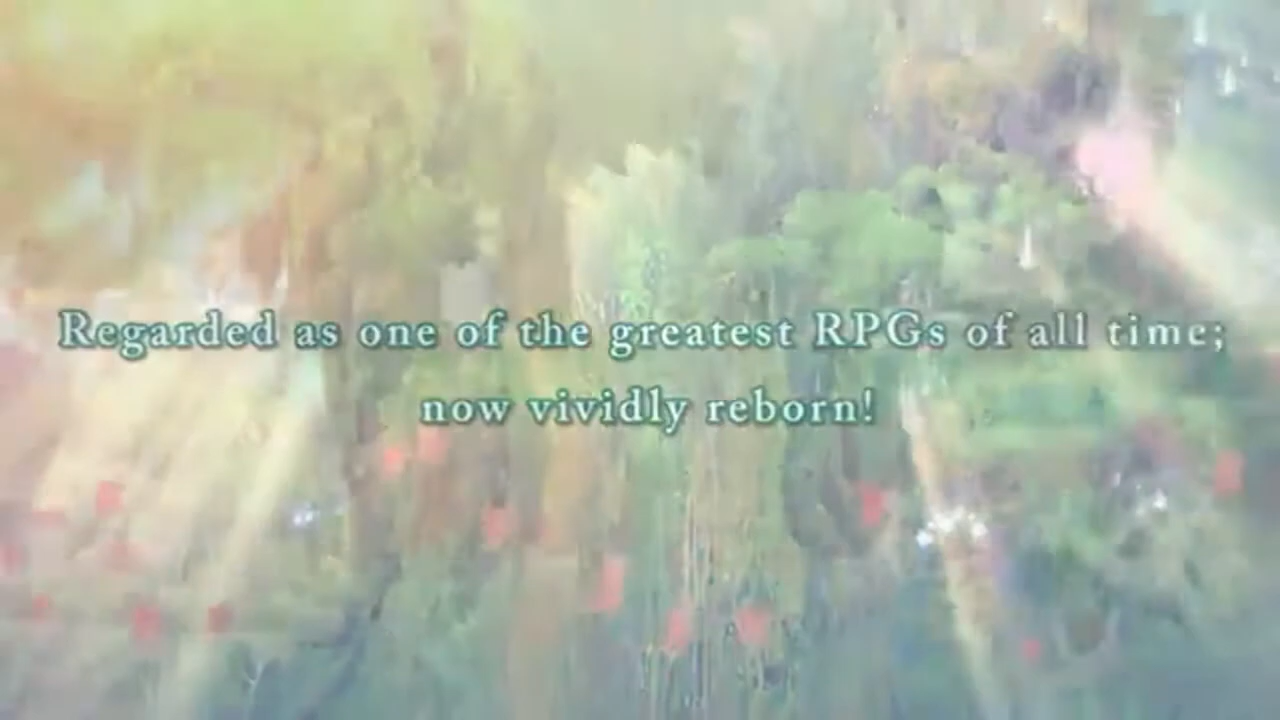 Regarded as one of the greatest RPGs of all time;
now vividly reborn!